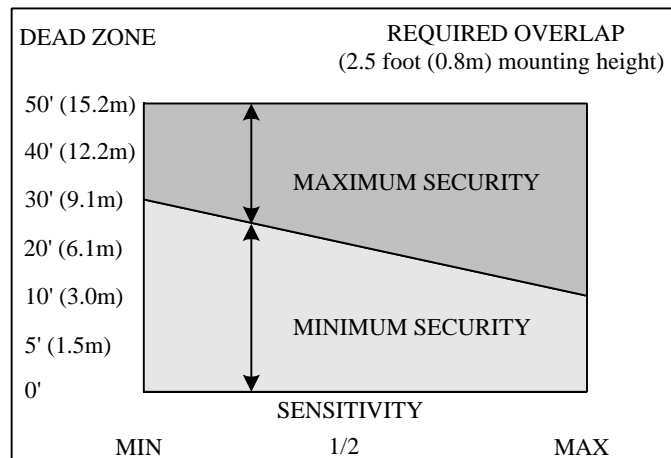 DEAD ZONE
REQUIRED OVERLAP
(2.5 foot (0.8m) mounting height)
50' (15.2m)
40' (12.2m)
30' (9.1m)
20' (6.1m)
10' (3.0m)
5' (1.5m)
0'
MAXIMUM SECURITY
MINIMUM SECURITY
SENSITIVITY
MIN
1/2
MAX